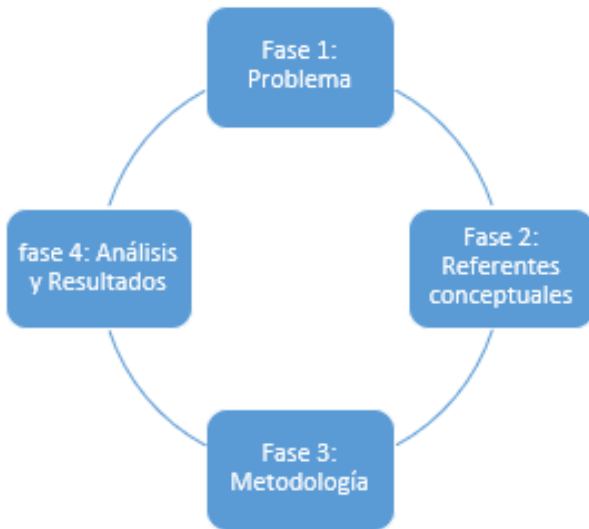 Fase 1:
Problema
Fase 2:
Referentes
conceptuales
Fase 3:
Metodología
fase 4: Análisis
y Resultados